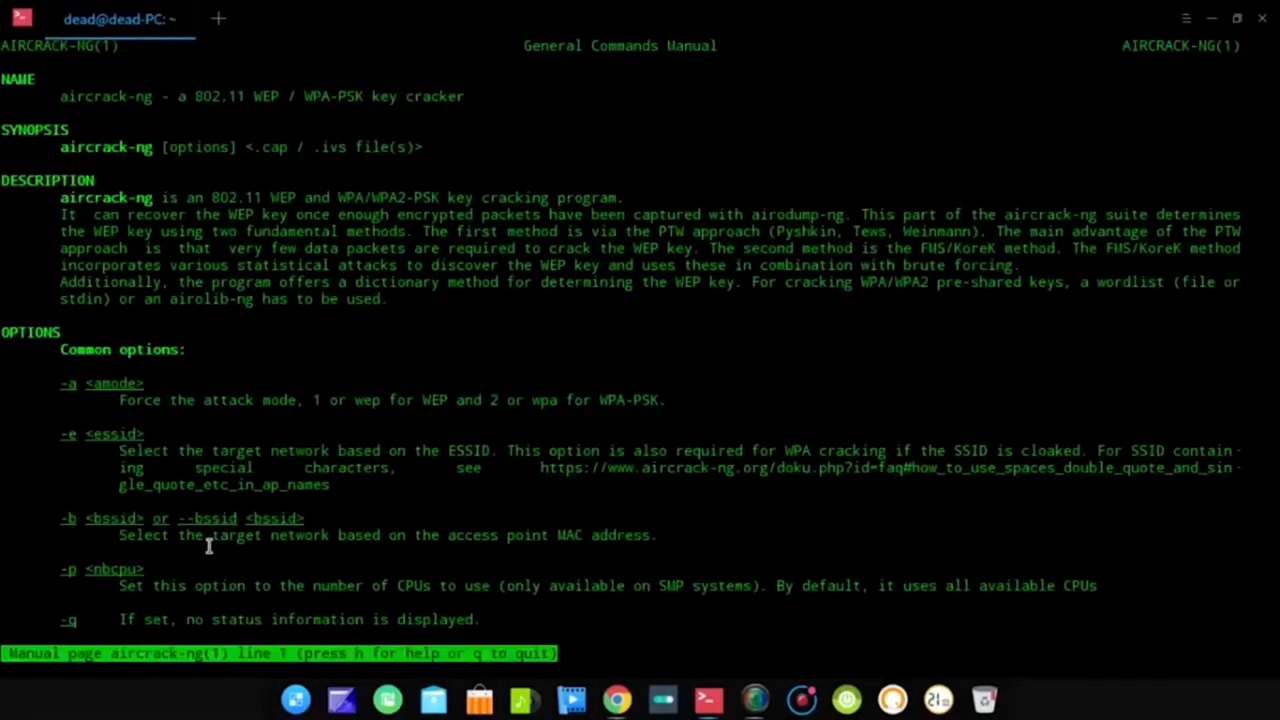 dead@dead-PC: ~
AIRCRACK-NG(1) General Commands Manual AIRCRACK-NG(1)
NAME
aircrack-ng - a 802.11 WEP / WPA-PSK key cracker
SYNOPSIS
aircrack-ng [options] <.cap / .ivs file(s)>
DESCRIPTION
aircrack-ng is an 802.11 WEP and WPA/WPA2-PSK key cracking program.
It can recover the WEP key once enough encrypted packets have been captured with airodump-ng. This part of the aircrack-ng suite determines
the WEP key using two fundamental methods. The first method is via the PTW approach (Pyshkin, Tews, Weinmann). The main advantage of the PTW
approach is that very few data packets are required to crack the WEP key. The second method is the FMS/KoreK method. The FMS/KoreK method
incorporates various statistical attacks to discover the WEP key and uses these in combination with brute forcing.
Additionally, the program offers a dictionary method for determining the WEP key. For cracking WPA/WPA2 pre-shared keys, a wordlist (file or
stdin) or an airolib-ng has to be used.
OPTIONS
Common options:
-a <amode>
Force the attack mode, 1 or wep for WEP and 2 or wpa for WPA-PSK.
-e <essid>
Select the target network based on the ESSID. This option is also required for WPA cracking if the SSID is cloaked. For SSID contain-
ing special characters, see https://www.aircrack-ng.org/doku.php?id=faq#how_to_use_spaces_double_quote_and_sin-
gle_quote_etc_in_ap_names
-b <bssid> or --bssid <bssid>
Select the target network based on the access point MAC address.
-p <nbcpu>
Set this option to the number of CPUs to use (only available on SMP systems). By default, it uses all available CPUs
-q If set, no status information is displayed.
Manual page aircrack-ng(1) line 1 (press h for help or q to quit)
21